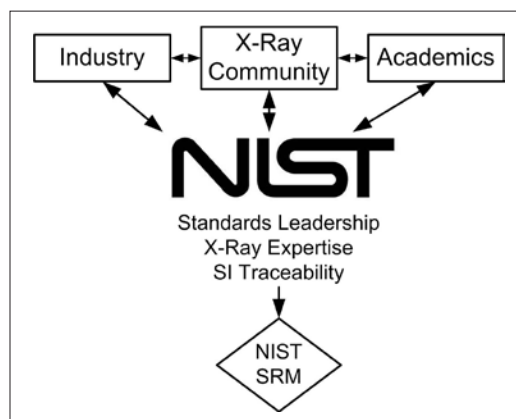 Industry
X-Ray
Community
Academics
NIST
Standards Leadership
X-Ray Expertise
SI Traceability
NIST
SRM